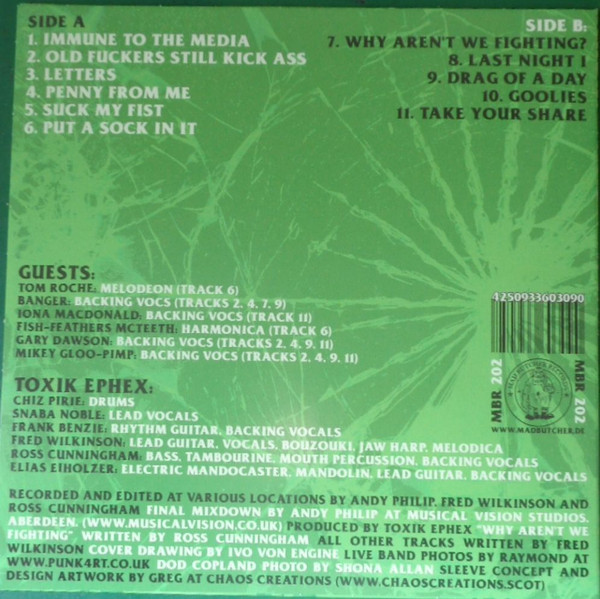 SIDE A
1. IMMUNE TO THE MEDIA
2. OLD FUCKERS STILL KICK ASS
3. LETTERS
4. PENNY FROM ME
5. SUCK MY FIST
6. PUT A SOCK IN IT
SIDE B:
7. WHY AREN'T WE FIGHTING?
8. LAST NIGHT I
9. DRAG OF A DAY
10. GOOLIES
11. TAKE YOUR SHARE
GUESTS:
TOM ROCHE: MELODEON (TRACK 6)
BANGER: BACKING VOCS (TRACKS 2, 4, 7, 9)
IONA MACDONALD: BACKING VOCS (TRACK 11)
FISH-FEATHERS MCTEETH: HARMONICA (TRACK 6)
GARY DAWSON: BACKING VOCS (TRACKS 2, 4, 9, 11)
MIKEY GLOO-PIMP: BACKING VOCS (TRACKS 2, 4, 9, 11)
4250933603090
MBR 202
MBR 202
WWW.MADBUTCHER.DE
TOXIK EPHEX:
CHIZ PIRIE: DRUMS
SNABA NOBLE: LEAD VOCALS
FRANK BENZIE: RHYTHM GUITAR, BACKING VOCALS
FRED WILKINSON: LEAD GUITAR, VOCALS, BOUZOUKI, JAW HARP, MELODICA
ROSS CUNNINGHAM: BASS, TAMBOURINE, MOUTH PERCUSSION, BACKING VOCALS
ELIAS EIHOLZER: ELECTRIC MANDOCASTER, MANDOLIN, LEAD GUITAR, BACKING VOCALS
RECORDED AND EDITED AT VARIOUS LOCATIONS BY ANDY PHILIP, FRED WILKINSON AND
ROSS CUNNINGHAM FINAL MIXDOWN BY ANDY PHILIP AT MUSICAL VISION STUDIOS,
ABERDEEN. (WWW.MUSICALVISION.CO.UK) PRODUCED BY TOXIK EPHEX "WHY AREN'T WE
FIGHTING", WRITTEN BY ROSS CUNNINGHAM ALL OTHER TRACKS WRITTEN BY FRED
WILKINSON COVER DRAWING BY IVO VON ENGINE LIVE BAND PHOTOS BY RAYMOND AT
WWW.PUNK4RT.CO.UK DOD COPLAND PHOTO BY SHONA ALLAN SLEEVE CONCEPT AND
DESIGN ARTWORK BY GREG AT CHAOS CREATIONS (WWW.CHAOSCREATIONS.SCOT)